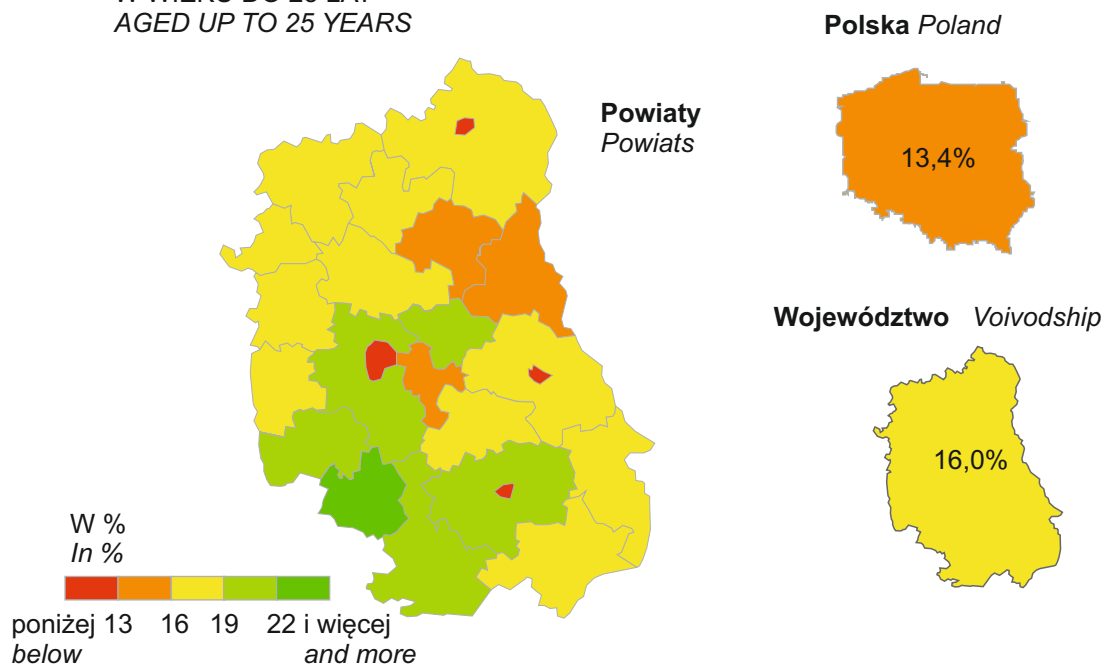 AGED UP TO 25 YEARS
Polska Poland
Powiaty
Powiats
13,4%
Województwo Voivodship
16,0%
W %
In %
poniżej 13 16 19 22 i więcej
below and more